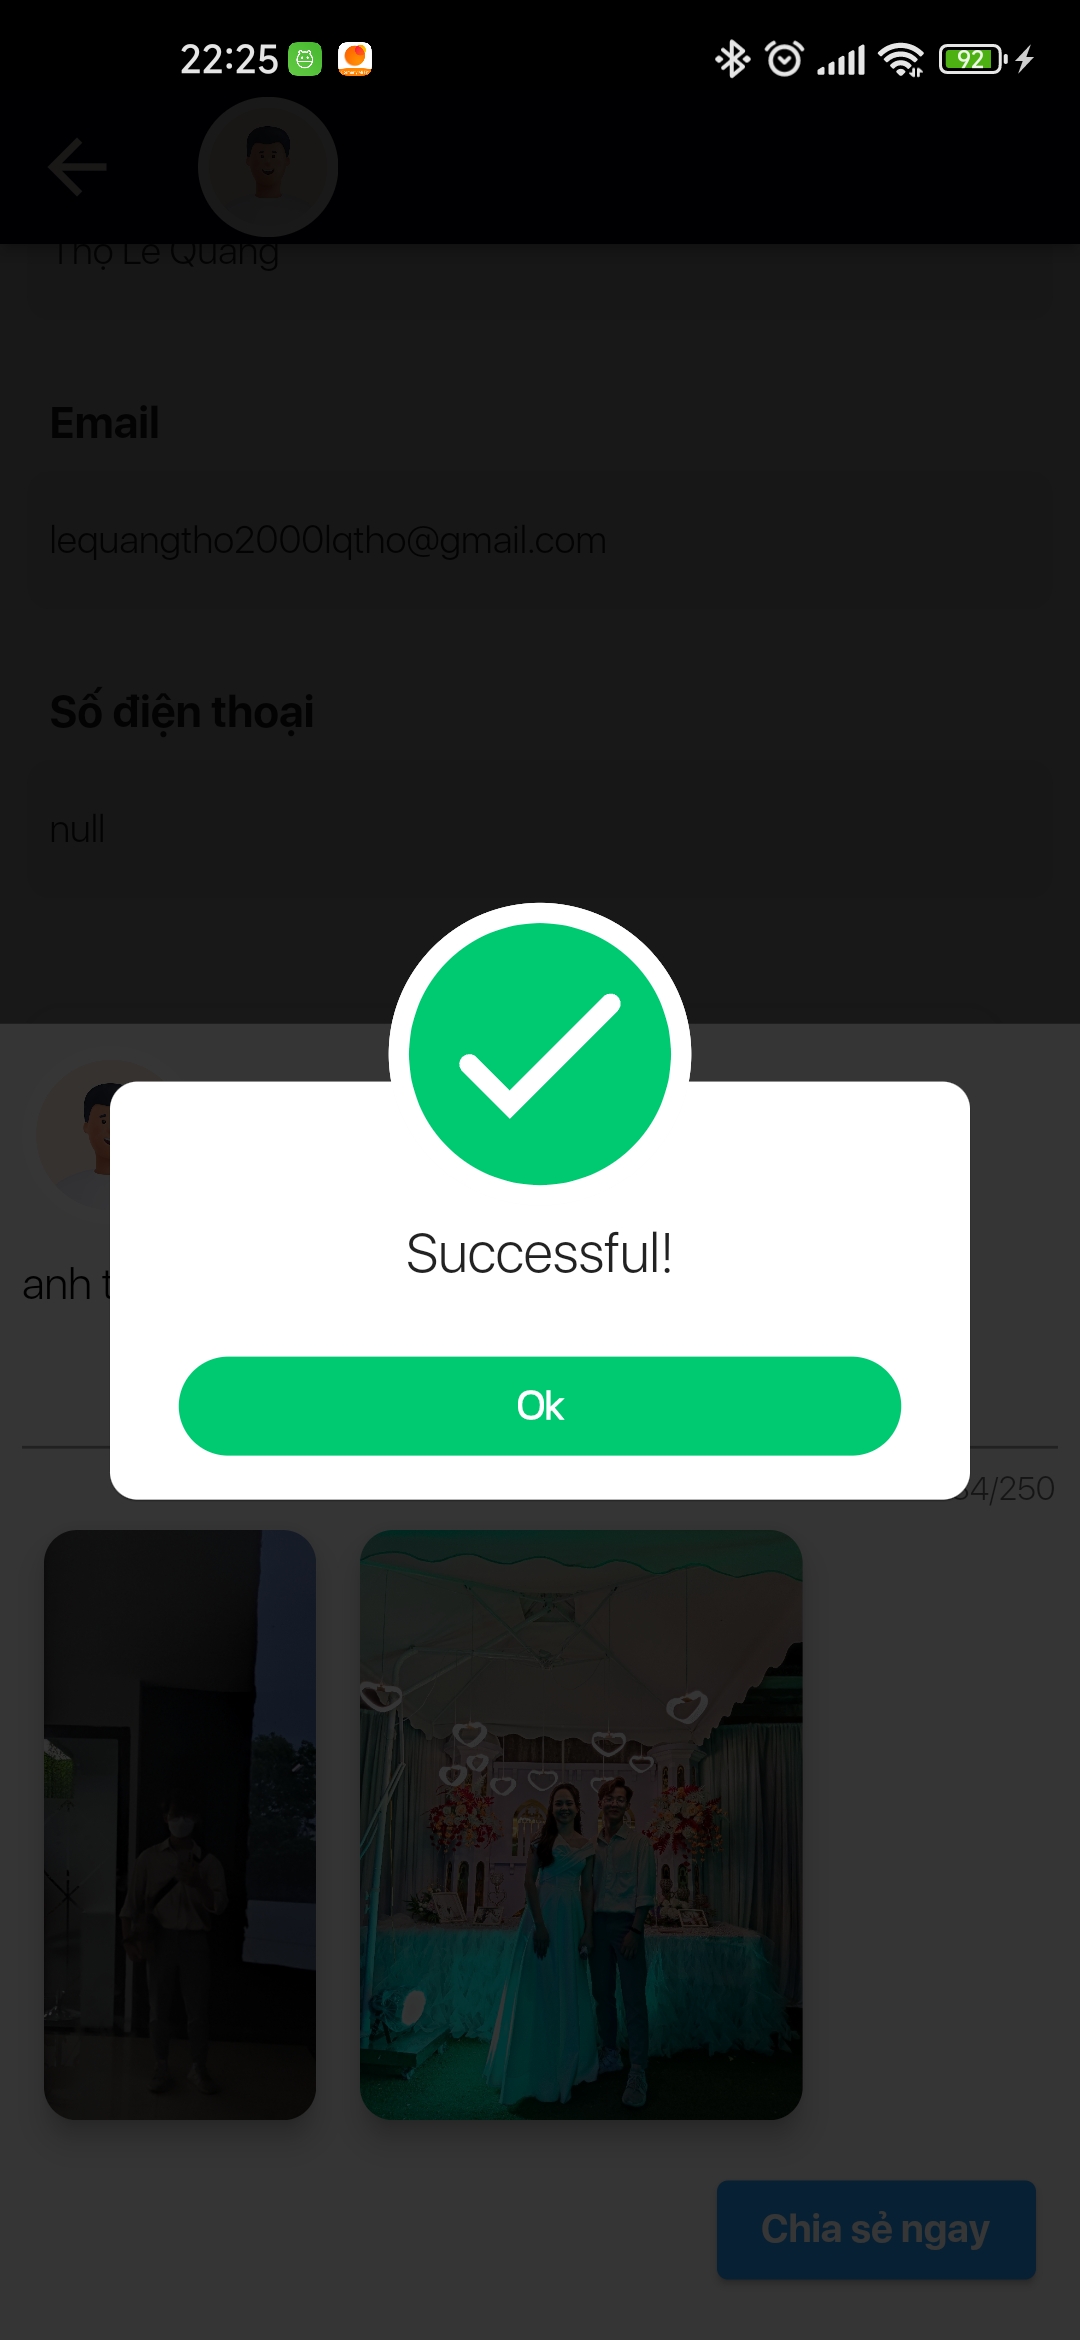 22:25
92
Thọ Lê Quang
Email
lequangtho2000lqtho@gmail.com
Số điện thoại
null
Successful!
anh
Ok
/250
Chia sẻ ngay